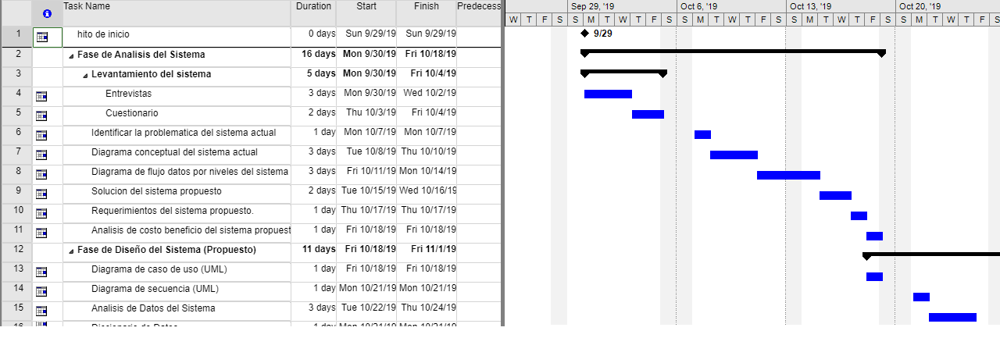 Task Name Duration Start Finish Predecess Sep 29, '19 Oct 6, '19 Oct 13, '19 Oct 20, '19
W T F S S M T W T F S S M T W T F S S M T W T F S S M T W T F S
1 hito de inicio 0 days Sun 9/29/19 Sun 9/29/19 9/29
2 Fase de Analisis del Sistema 16 days Mon 9/30/19 Fri 10/18/19
3 Levantamiento del sistema 5 days Mon 9/30/19 Fri 10/4/19
4 Entrevistas 3 days Mon 9/30/19 Wed 10/2/19
5 Cuestionario 2 days Thu 10/3/19 Fri 10/4/19
6 Identificar la problematica del sistema actual 1 day Mon 10/7/19 Mon 10/7/19
7 Diagrama conceptual del sistema actual 3 days Tue 10/8/19 Thu 10/10/19
8 Diagrama de flujo datos por niveles del sistema 3 days Fri 10/11/19 Mon 10/14/19
9 Solucion del sistema propuesto 2 days Tue 10/15/19 Wed 10/16/19
10 Requerimientos del sistema propuesto. 1 day Thu 10/17/19 Thu 10/17/19
11 Analisis de costo beneficio del sistema propuest 1 day Fri 10/18/19 Fri 10/18/19
12 Fase de Diseño del Sistema (Propuesto) 11 days Fri 10/18/19 Fri 11/1/19
13 Diagrama de caso de uso (UML) 1 day Fri 10/18/19 Fri 10/18/19
14 Diagrama de secuencia (UML) 1 day Mon 10/21/19 Mon 10/21/19
15 Analisis de Datos del Sistema 3 days Tue 10/22/19 Thu 10/24/19
16 Diccionario de Datos 1 day Mon 10/21/19 Mon 10/21/19